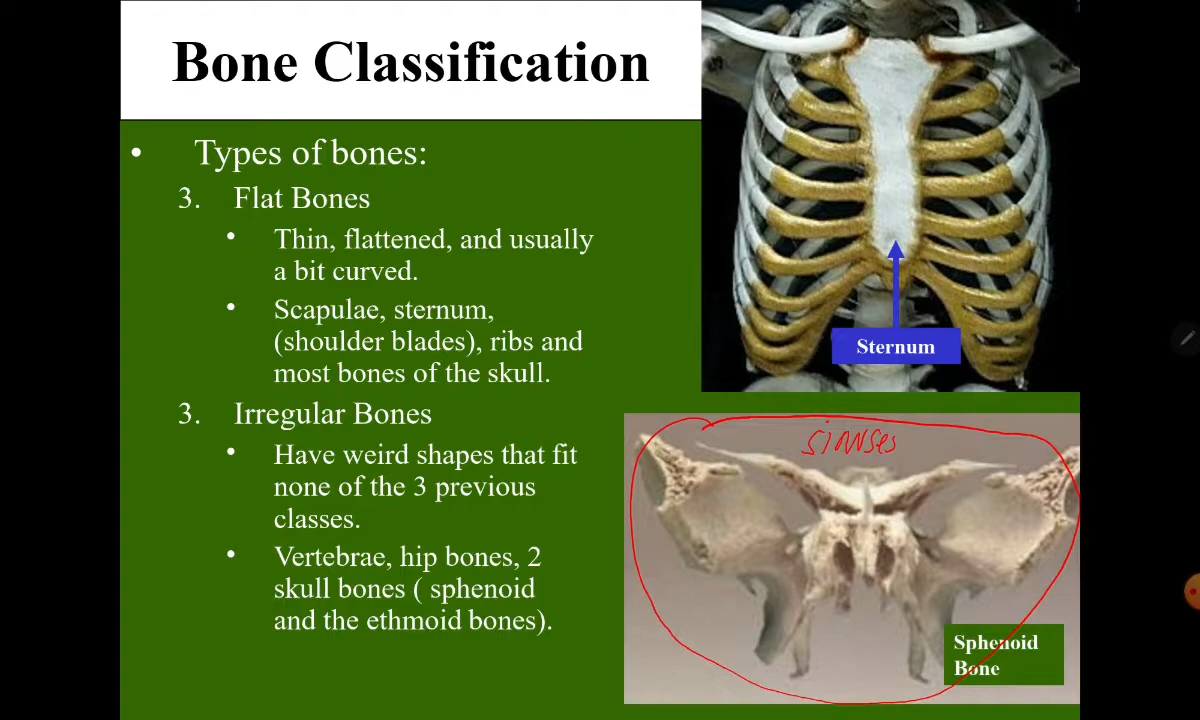 Bone Classification
• Types of bones:
3. Flat Bones
• Thin, flattened, and usually
a bit curved.
• Scapulae, sternum,
(shoulder blades), ribs and
most bones of the skull.
3. Irregular Bones
• Have weird shapes that fit
none of the 3 previous
classes.
• Vertebrae, hip bones, 2
skull bones ( sphenoid
and the ethmoid bones).
Sternum
sinuses
Sphenoid
Bone